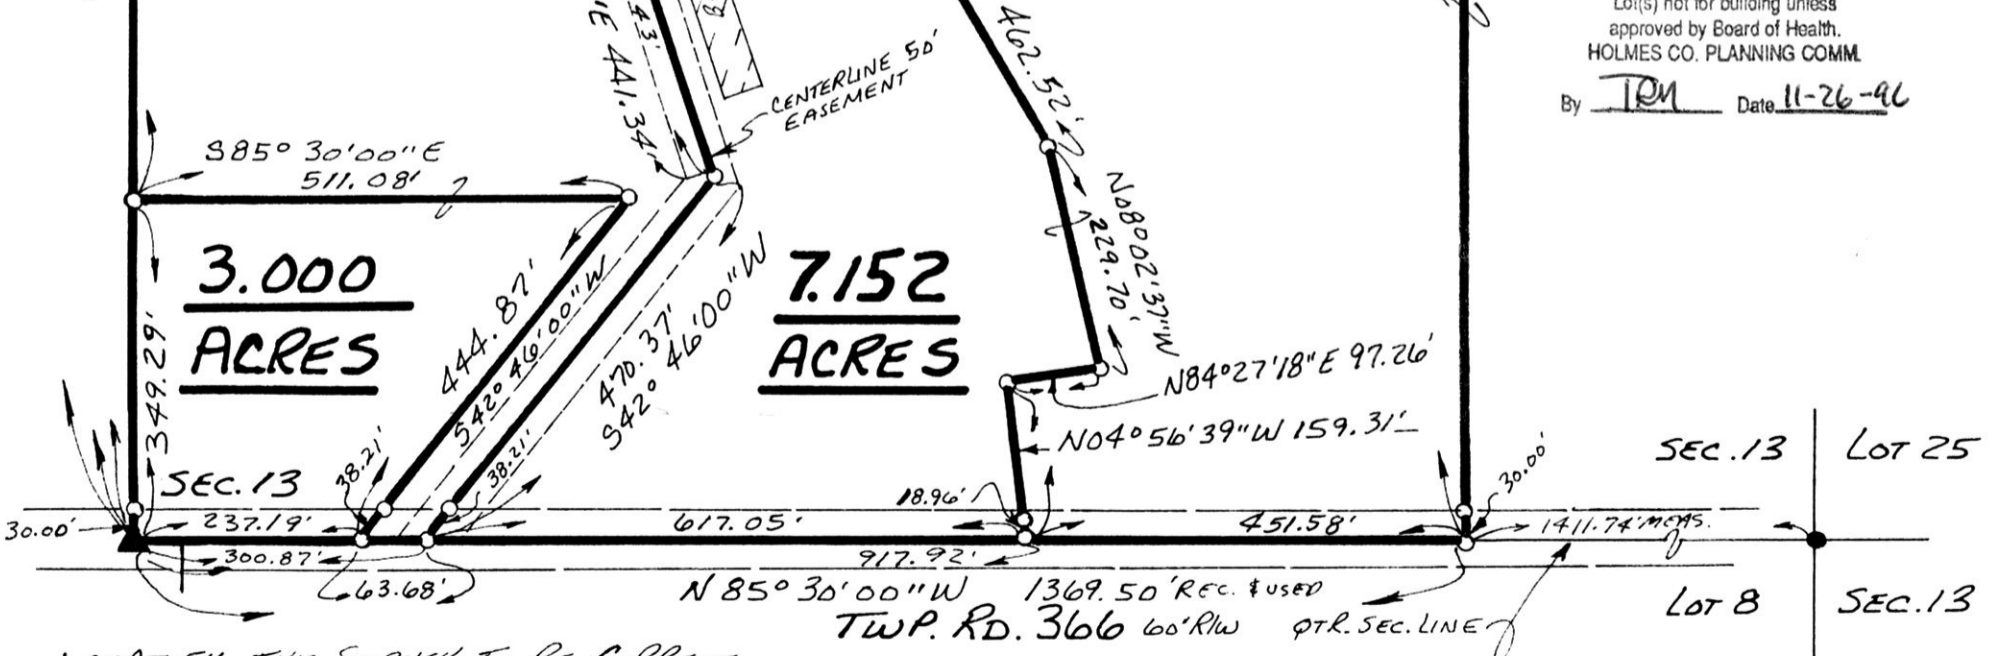 Lot(s) not for building unless
approved by Board of Health.
HOLMES CO. PLANNING COMM.
By TRM Date 11-26-96
"E 441.34'
43'
B
CENTERLINE 50'
EASEMENT
462.52'
S85° 30'00"E
511.08'
3.000
ACRES
349.29'
444.87'
S42° 46'00"W
470.37'
S42° 46'00"W
7.152
ACRES
N08°02'37"W
229.70'
N84°27'18"E 97.26'
N04°56'39"W 159.31'
SEC.13
38.21'
38.21'
18.96'
30.00'
SEC.13
LOT 25
30.00'
237.19'
617.05'
451.58'
1411.74' MEAS.
300.87'
917.92'
63.68'
N 85° 30'00"W 1369.50' REC. & USED
TWP. RD. 366 60' R/W QTR. SEC. LINE
LOT 8
SEC.13